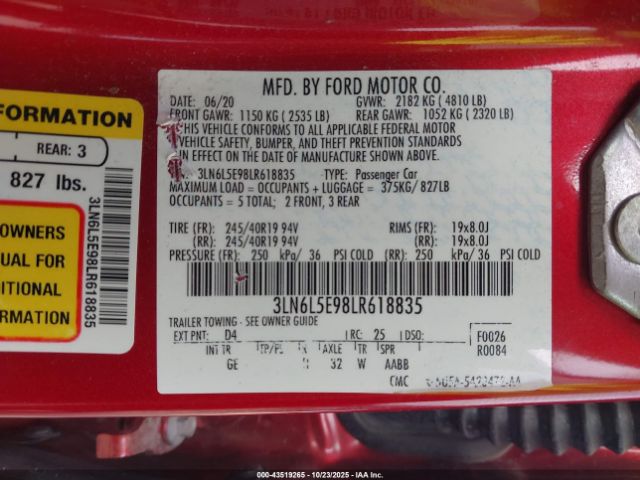 FORMATION
REAR: 3
827 lbs.
OWNERS
UAL FOR
DITIONAL
FORMATION
3LN6L5E98LR618835
MFD. BY FORD MOTOR CO.
DATE: 06/20 GVWR: 2182 KG ( 4810 LB)
FRONT GAWR: 1150 KG ( 2535 LB) REAR GAWR: 1052 KG ( 2320 LB)
THIS VEHICLE CONFORMS TO ALL APPLICABLE FEDERAL MOTOR
VEHICLE SAFETY, BUMPER, AND THEFT PREVENTION STANDARDS
IN EFFECT ON THE DATE OF MANUFACTURE SHOWN ABOVE.
3LN6L5E98LR618835 TYPE: Passenger Car
MAXIMUM LOAD = OCCUPANTS + LUGGAGE = 375KG/ 827LB
OCCUPANTS = 5 TOTAL; 2 FRONT, 3 REAR
TIRE (FR): 245/40R19 94V RIMS (FR): 19x8.0J
(RR): 245/40R19 94V (RR): 19x8.0J
PRESSURE (FR): 250 kPa/ 36 PSI COLD (RR): 250 kPa/ 36 PSI COLD
3LN6L5E98LR618835
TRAILER TOWING - SEE OWNER GUIDE
EXT PNT: D4 RC: 25 DSO: F0026
INT TR TP/PS R AXLE TR SPR R0084
GE 32 W AABB
CMC
000-43519265 - 10/23/2025 - IAA Inc.